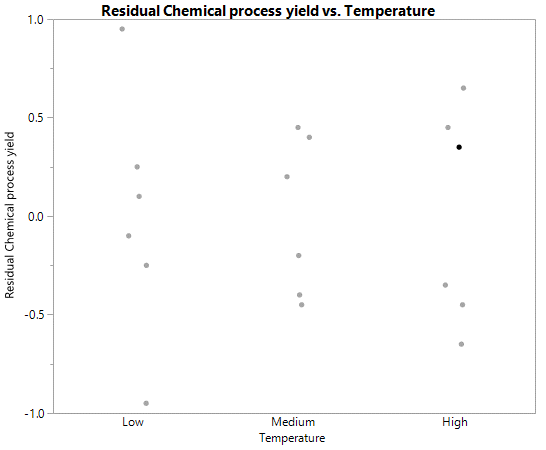 Residual Chemical process yield vs. Temperature
1.0
0.5
0.0
-0.5
-1.0
Residual Chemical process yield
Low Medium High
Temperature